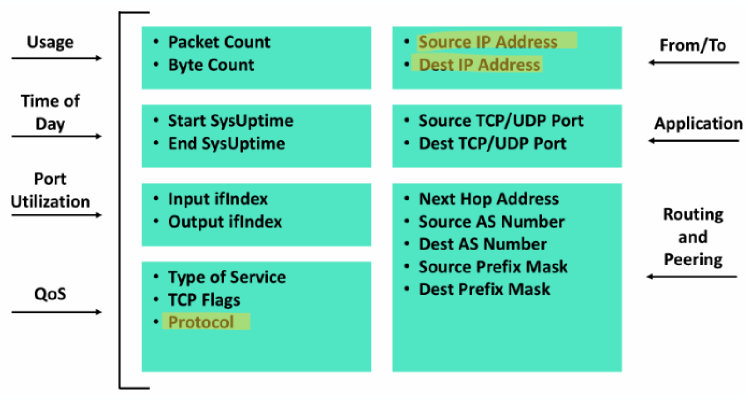 Usage
• Packet Count
• Byte Count
• Source IP Address
• Dest IP Address
From/To
Time of
Day
• Start SysUptime
• End SysUptime
• Source TCP/UDP Port
• Dest TCP/UDP Port
Application
Port
Utilization
• Input ifIndex
• Output ifIndex
• Next Hop Address
• Source AS Number
• Dest AS Number
• Source Prefix Mask
• Dest Prefix Mask
Routing
and
Peering
QoS
• Type of Service
• TCP Flags
• Protocol